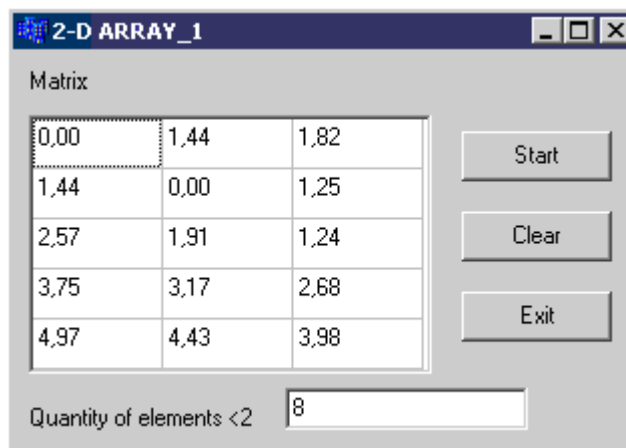 2-D ARRAY_1
Matrix
0,00 1,44 1,82
Start
1,44 0,00 1,25
2,57 1,91 1,24
Clear
3,75 3,17 2,68
Exit
4,97 4,43 3,98
Quantity of elements <2 8